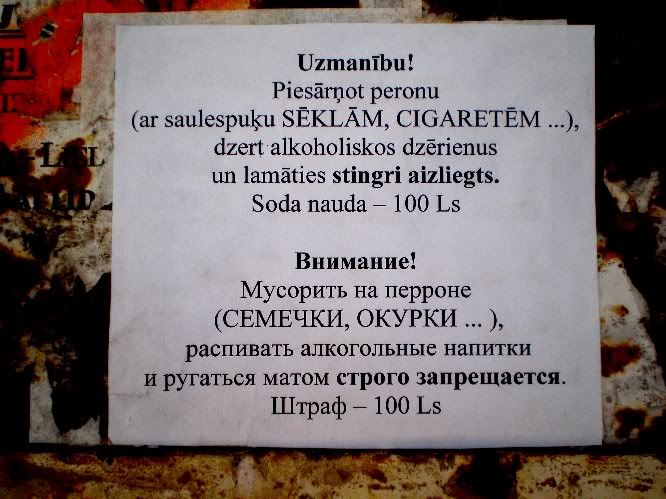 Uzmanību!
Piesārņot peronu
(ar saulespuķu SĒKLĀM, CIGARETĒM ...),
dzert alkoholiskos dzērienus
un lamāties stingri aizliegts.
Soda nauda – 100 Ls
Внимание!
Мусорить на перроне
(СЕМЕЧКИ, ОКУРКИ ... ),
распивать алкогольные напитки
и ругаться матом строго запрещается.
Штраф – 100 Ls